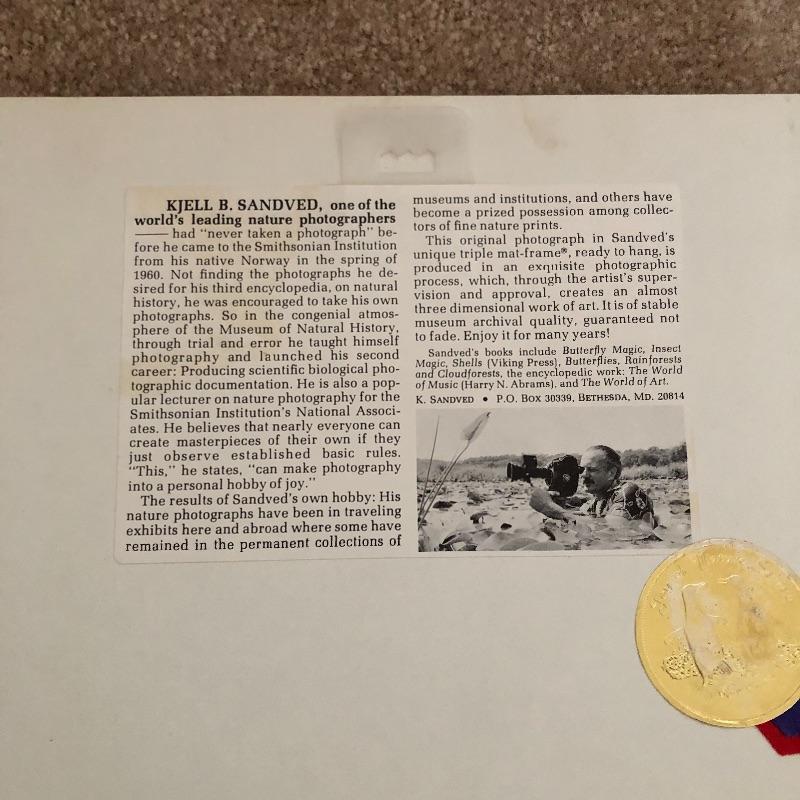 KJELL B. SANDVED, one of the
world's leading nature photographers
—— had "never taken a photograph" be-
fore he came to the Smithsonian Institution
from his native Norway in the spring of
1960. Not finding the photographs he de-
sired for his third encyclopedia, on natural
history, he was encouraged to take his own
photographs. So in the congenial atmos-
phere of the Museum of Natural History,
through trial and error he taught himself
photography and launched his second
career: Producing scientific biological pho-
tographic documentation. He is also a pop-
ular lecturer on nature photography for the
Smithsonian Institution's National Associ-
ates. He believes that nearly everyone can
create masterpieces of their own if they
just observe established basic rules.
"This," he states, "can make photography
into a personal hobby of joy."
The results of Sandved's own hobby: His
nature photographs have been in traveling
exhibits here and abroad where some have
remained in the permanent collections of
museums and institutions, and others have
become a prized possession among collec-
tors of fine nature prints.
This original photograph in Sandved's
unique triple mat-frame®, ready to hang, is
produced in an exquisite photographic
process, which, through the artist's super-
vision and approval, creates an almost
three dimensional work of art. It is of stable
museum archival quality, guaranteed not
to fade. Enjoy it for many years!
Sandved's books include Butterfly Magic, Insect
Magic, Shells (Viking Press), Butterflies, Rainforests
and Cloudforests, the encyclopedic work: The World
of Music (Harry N. Abrams), and The World of Art.
K. SANDVED • P.O. BOX 30339, BETHESDA, MD. 20814